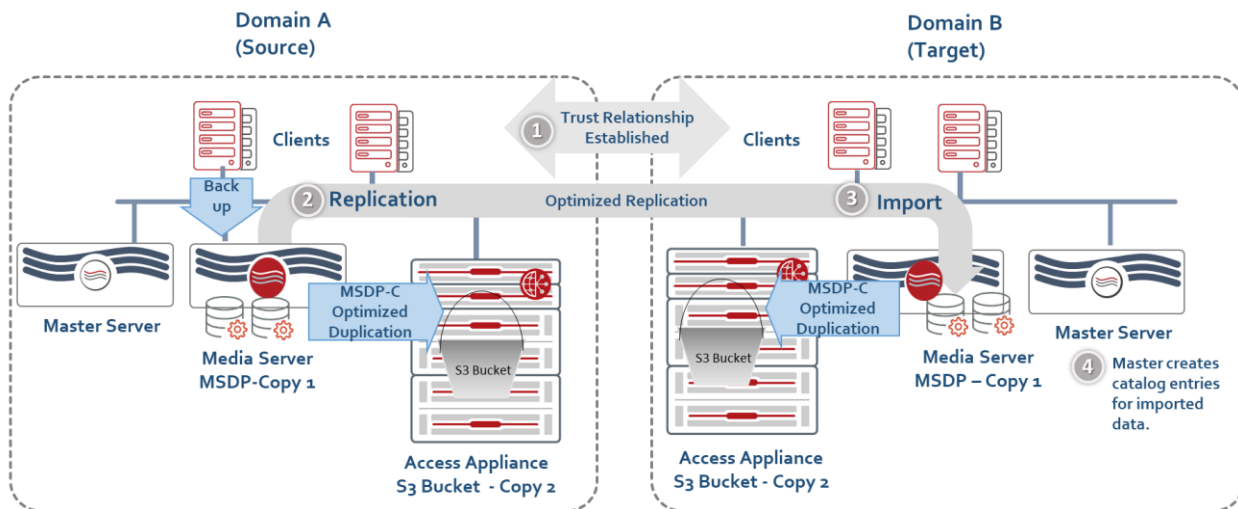 Domain A
(Source)
Domain B
(Target)
1
Trust Relationship
Established
Clients
Clients
Back
up
2
Replication
Optimized Replication
3
Import
Master Server
MSDP-C
Optimized
Duplication
S3 Bucket
Media Server
MSDP-Copy 1
Access Appliance
S3 Bucket - Copy 2
MSDP-C
Optimized
Duplication
S3 Bucket
Access Appliance
S3 Bucket - Copy 2
Media Server
MSDP – Copy 1
Master Server
4
Master creates
catalog entries
for imported
data.